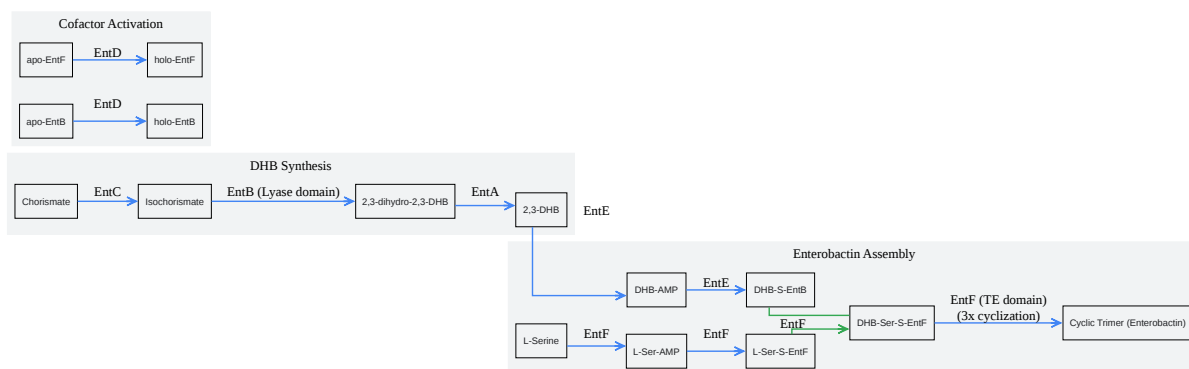 Cofactor Activation
apo-EntF
EntD
holo-EntF
apo-EntB
EntD
holo-EntB
DHB Synthesis
Chorismate
EntC
Isochorismate
EntB (Lyase domain)
2,3-dihydro-2,3-DHB
EntA
2,3-DHB
EntE
Enterobactin Assembly
DHB-AMP
EntE
DHB-S-EntB
L-Serine
EntF
L-Ser-AMP
EntF
L-Ser-S-EntF
EntF
DHB-Ser-S-EntF
EntF (TE domain)
(3x cyclization)
Cyclic Trimer (Enterobactin)